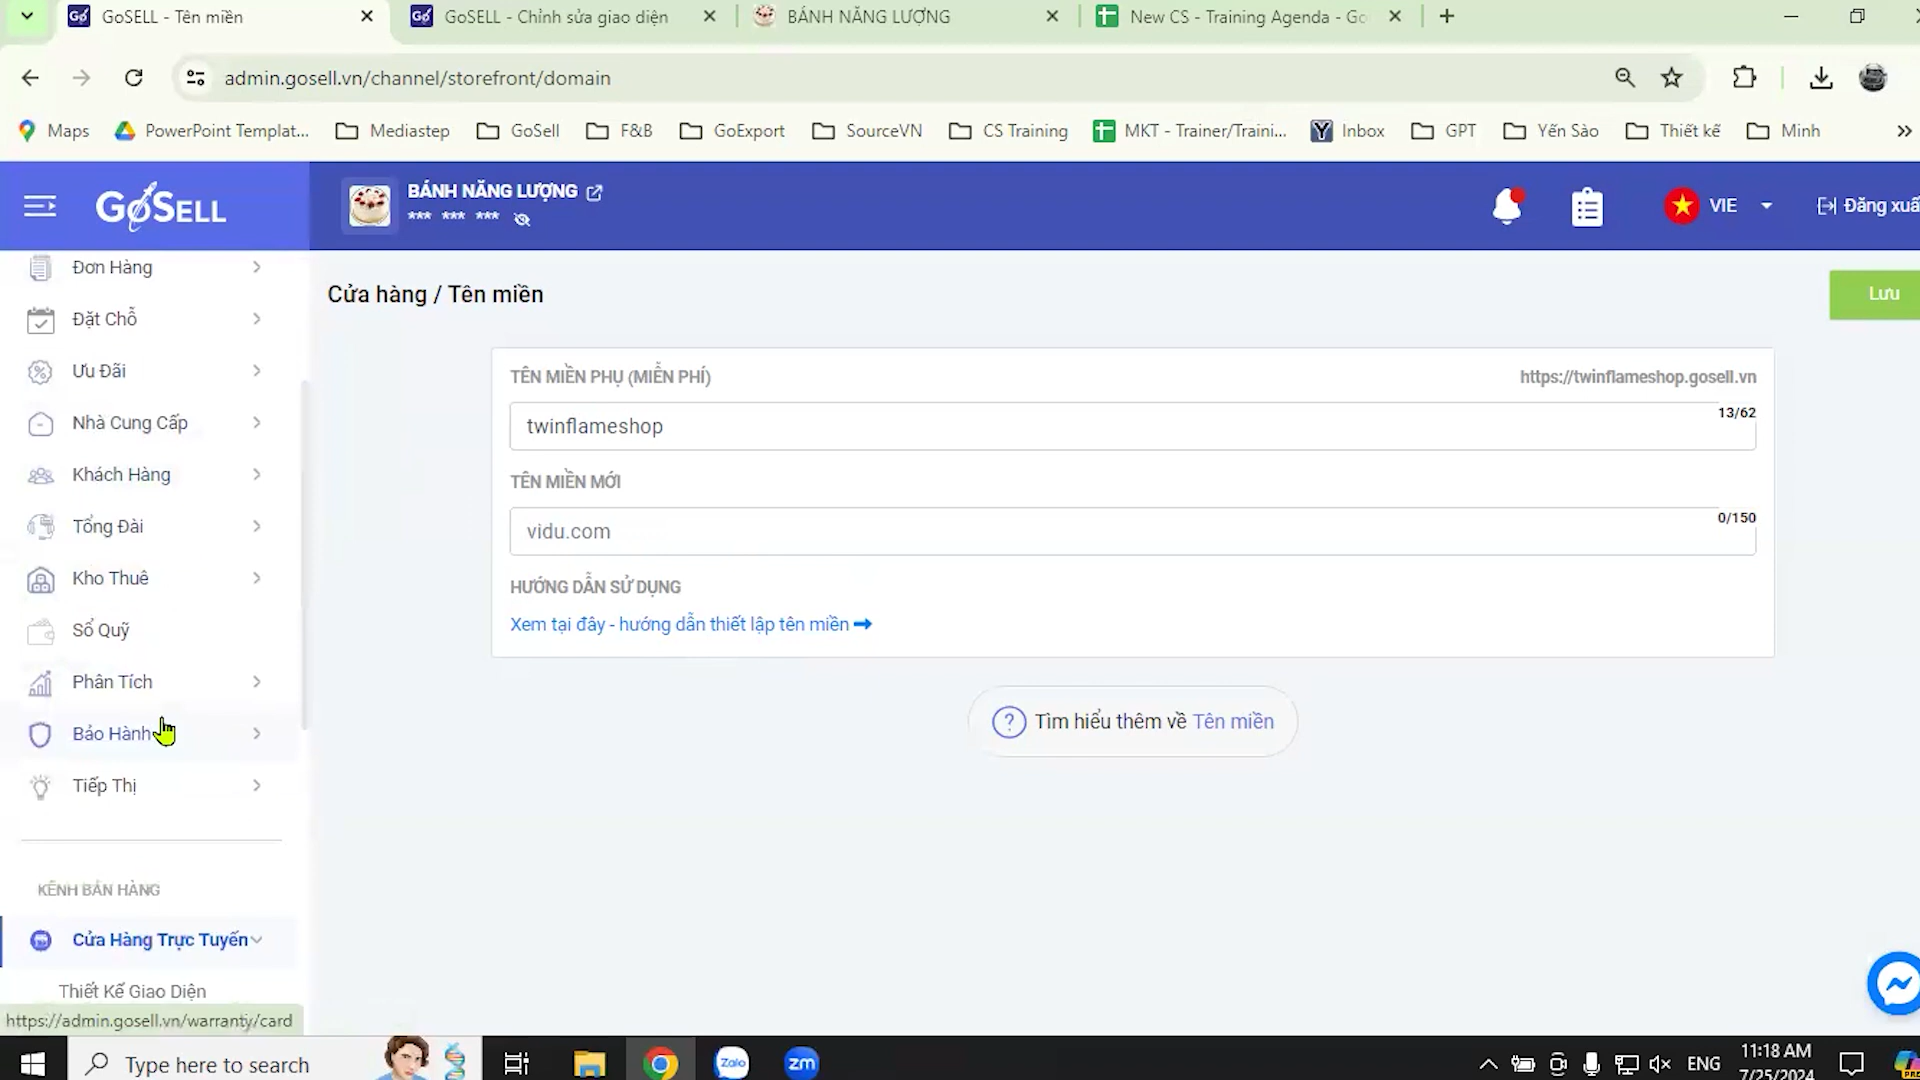 GoSELL - Tên miền
GoSELL - Chỉnh sửa giao diện
BÁNH NĂNG LƯỢNG
New CS - Training Agenda - Go
admin.gosell.vn/channel/storefront/domain
Maps
PowerPoint Templat...
Mediastep
GoSell
F&B
GoExport
SourceVN
CS Training
MKT - Trainer/Traini...
Inbox
GPT
Yến Sào
Thiết kế
Minh
GoSELL
BÁNH NĂNG LƯỢNG
*** *** ***
VIE
Đăng xuấ
Đơn Hàng
Đặt Chỗ
Ưu Đãi
Nhà Cung Cấp
Khách Hàng
Tổng Đài
Kho Thuê
Sổ Quỹ
Phân Tích
Bảo Hành
Tiếp Thị
KÊNH BÁN HÀNG
Cửa Hàng Trực Tuyến
Thiết Kế Giao Diện
https://admin.gosell.vn/warranty/card
Cửa hàng / Tên miền
Lưu
TÊN MIỀN PHỤ (MIỄN PHÍ)
https://twinflameshop.gosell.vn
13/62
twinflameshop
TÊN MIỀN MỚI
0/150
vidu.com
HƯỚNG DẪN SỬ DỤNG
Xem tại đây - hướng dẫn thiết lập tên miền
Tìm hiểu thêm về Tên miền
Type here to search
Zalo
zm
ENG
11:18 AM
7/25/2024
PRE